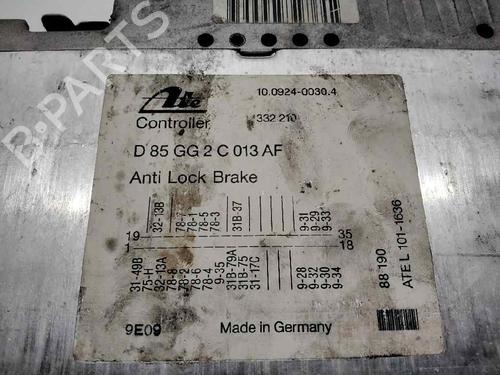 B-PARTS
Ate
10.0924-0030.4
Controller
332 210
D 85 GG 2 C 013 AF
Anti Lock Brake
32-13B
78-7
78-1
78-5
78-3
31B-37
9-31
9-29
9-33
19
35
1
18
31-49B
75-H
32-13A
78-8
78-2
78-6
78-4
9-35
31B-79A
31B-75
31-17C
9-28
9-32
9-30
9-34
88 190
ATE L 101-1636
9E09
Made in Germany